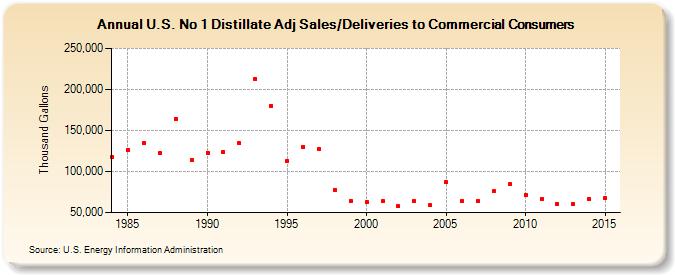 Annual U.S. No 1 Distillate Adj Sales/Deliveries to Commercial Consumers
Thousand Gallons
250,000
200,000
150,000
100,000
50,000
1985 1990 1995 2000 2005 2010 2015
Source: U.S. Energy Information Administration